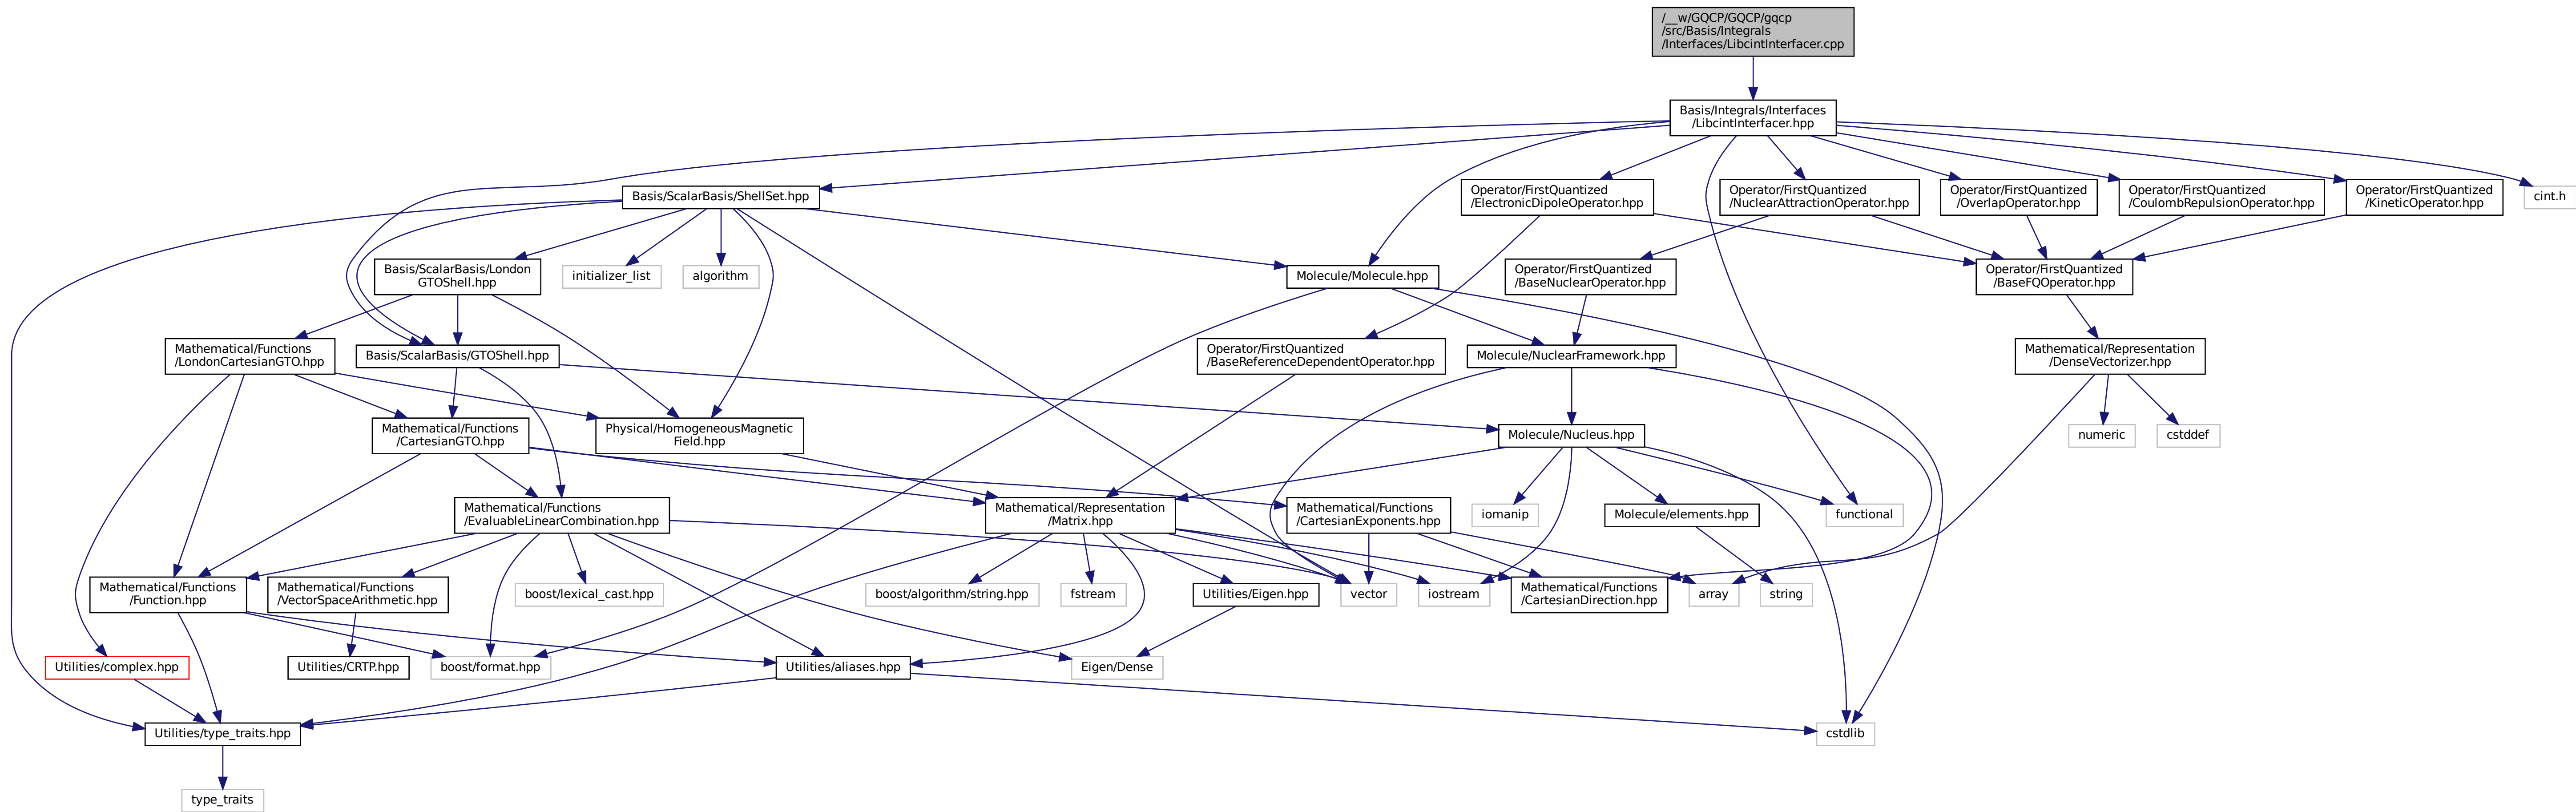 /__w/GQCP/GQCP/gqcp
/src/Basis/Integrals
/Interfaces/LibcintInterfacer.cpp
Basis/Integrals/Interfaces
/LibcintInterfacer.hpp
Basis/ScalarBasis/ShellSet.hpp
Operator/FirstQuantized
/ElectronicDipoleOperator.hpp
Operator/FirstQuantized
/NuclearAttractionOperator.hpp
Operator/FirstQuantized
/OverlapOperator.hpp
Operator/FirstQuantized
/CoulombRepulsionOperator.hpp
Operator/FirstQuantized
/KineticOperator.hpp
cint.h
Basis/ScalarBasis/London
GTOShell.hpp
initializer_list
algorithm
Molecule/Molecule.hpp
Operator/FirstQuantized
/BaseNuclearOperator.hpp
Operator/FirstQuantized
/BaseFQOperator.hpp
Mathematical/Functions
/LondonCartesianGTO.hpp
Basis/ScalarBasis/GTOShell.hpp
Operator/FirstQuantized
/BaseReferenceDependentOperator.hpp
Molecule/NuclearFramework.hpp
Mathematical/Representation
/DenseVectorizer.hpp
Mathematical/Functions
/CartesianGTO.hpp
Physical/HomogeneousMagnetic
Field.hpp
Molecule/Nucleus.hpp
numeric
cstddef
Mathematical/Functions
/EvaluableLinearCombination.hpp
Mathematical/Representation
/Matrix.hpp
Mathematical/Functions
/CartesianExponents.hpp
iomanip
Molecule/elements.hpp
functional
Mathematical/Functions
/Function.hpp
Mathematical/Functions
/VectorSpaceArithmetic.hpp
boost/lexical_cast.hpp
boost/algorithm/string.hpp
fstream
Utilities/Eigen.hpp
vector
iostream
Mathematical/Functions
/CartesianDirection.hpp
array
string
Utilities/complex.hpp
Utilities/CRTP.hpp
boost/format.hpp
Utilities/aliases.hpp
Eigen/Dense
Utilities/type_traits.hpp
cstdlib
type_traits